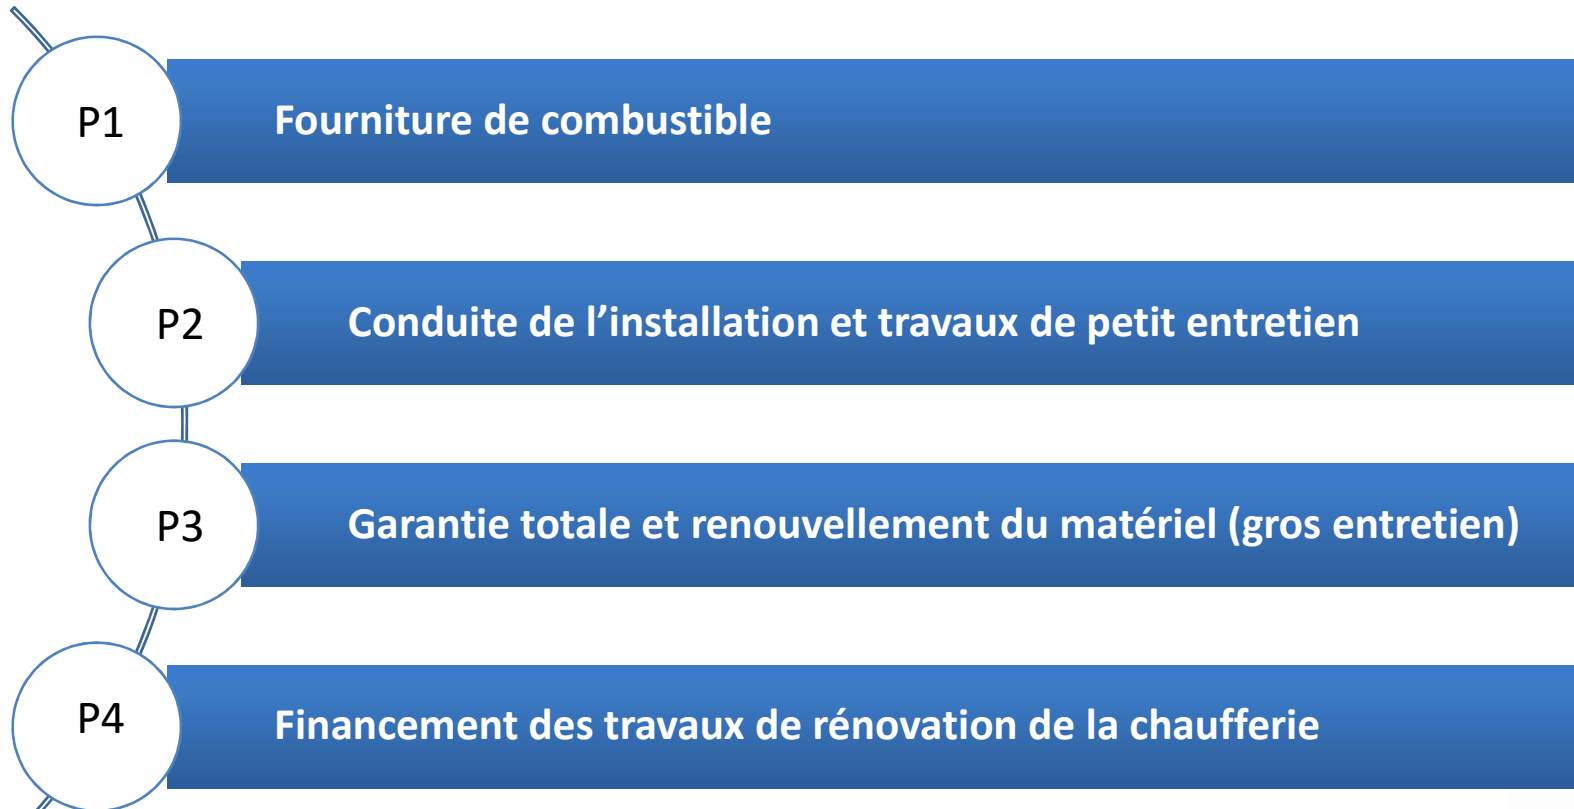 P1
Fourniture de combustible
P2
Conduite de l’installation et travaux de petit entretien
P3
Garantie totale et renouvellement du matériel (gros entretien)
P4
Financement des travaux de rénovation de la chaufferie